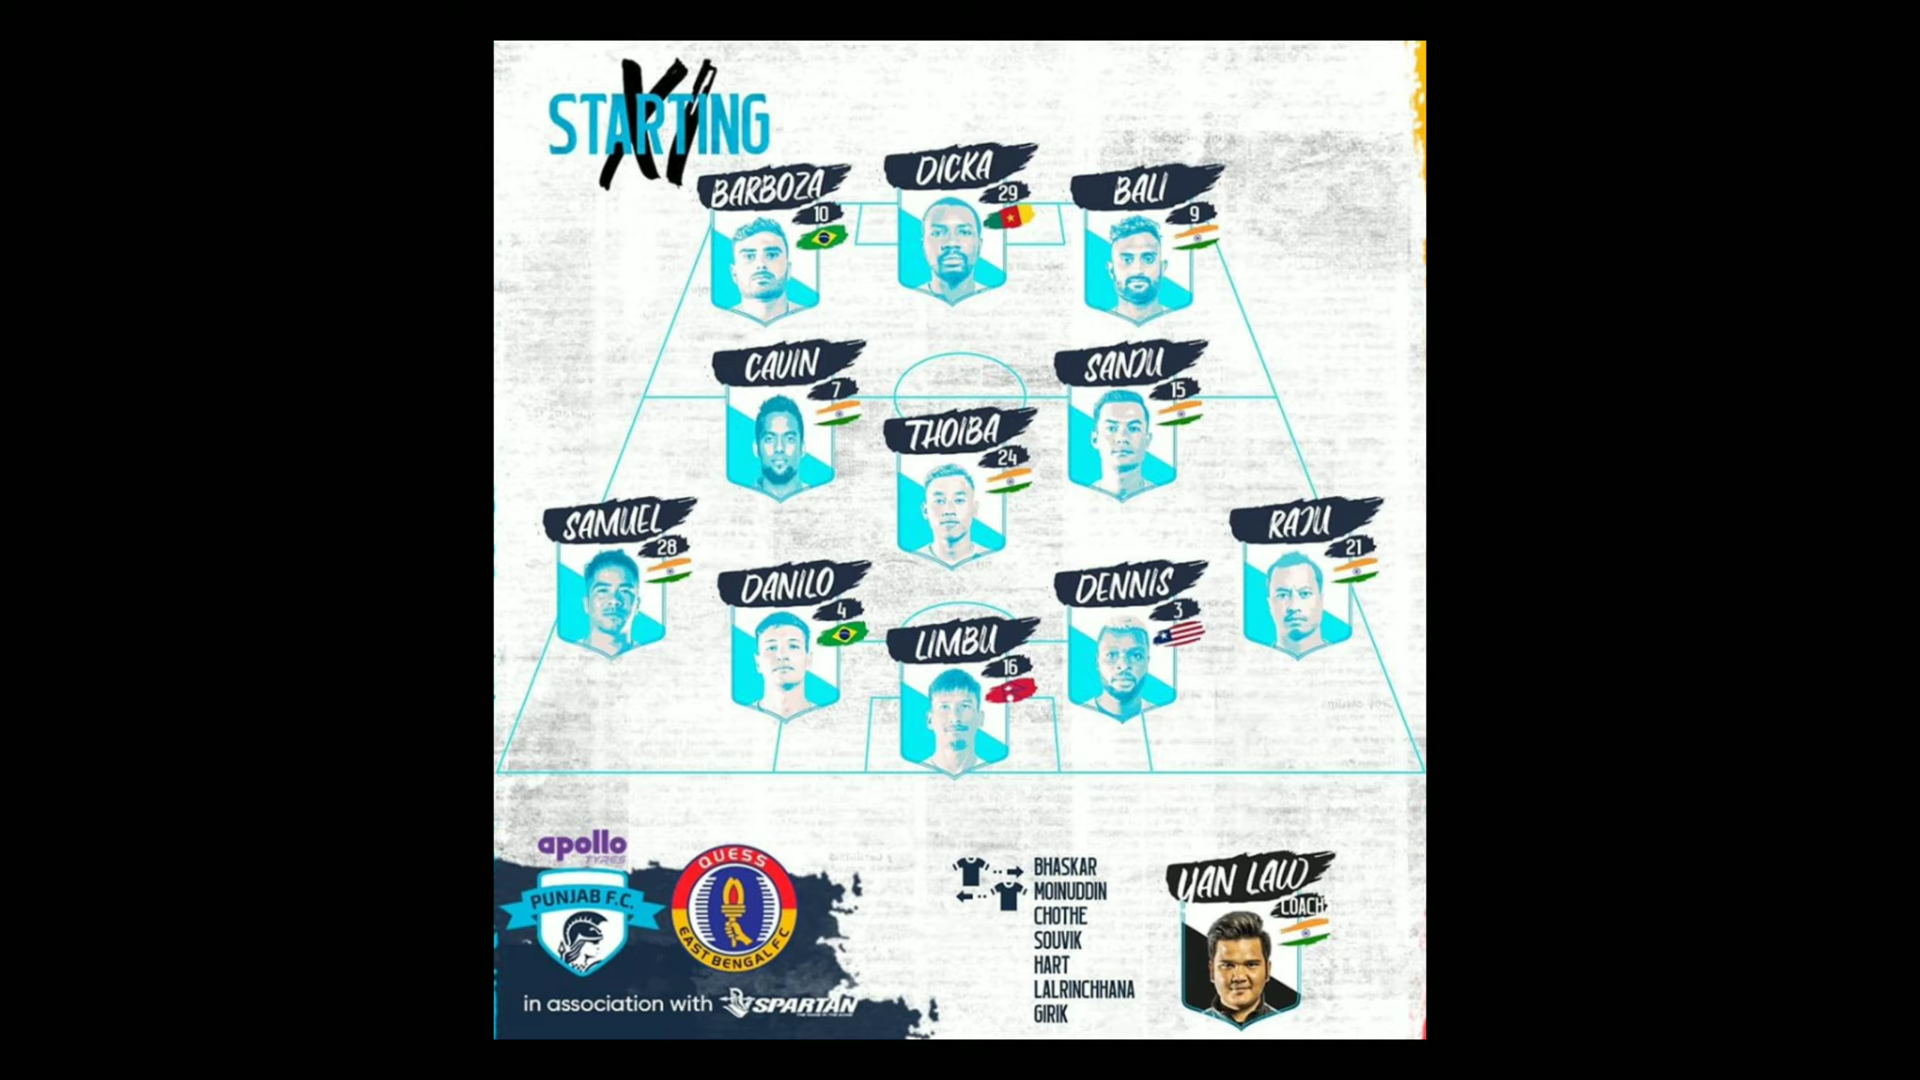 STARTING
XI
BARBOZA
10
DICKA
29
BALI
9
CAVIN
7
SANJU
15
THOIBA
24
SAMUEL
28
RAJU
21
DANILO
4
DENNIS
3
LIMBU
16
apollo
TYRES
PUNJAB F.C.
QUESS
EAST BENGAL FC
in association with SPARTAN
BHASKAR
MOINUDDIN
CHOTHE
SOUVIK
HART
LALRINCHHANA
GIRIK
YAN LAW
COACH